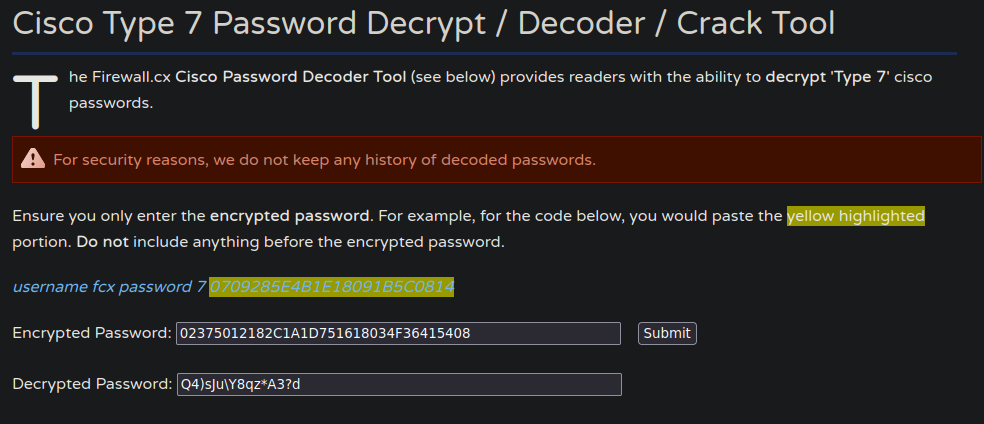 Cisco Type 7 Password Decrypt / Decoder / Crack Tool
The Firewall.cx Cisco Password Decoder Tool (see below) provides readers with the ability to decrypt 'Type 7' cisco
passwords.
For security reasons, we do not keep any history of decoded passwords.
Ensure you only enter the encrypted password. For example, for the code below, you would paste the yellow highlighted
portion. Do not include anything before the encrypted password.
username fcx password 7 0709285E4B1E18091B5C0814
Encrypted Password: 02375012182C1A1D751618034F36415408 Submit
Decrypted Password: Q4)sJu\Y8qz*A3?d